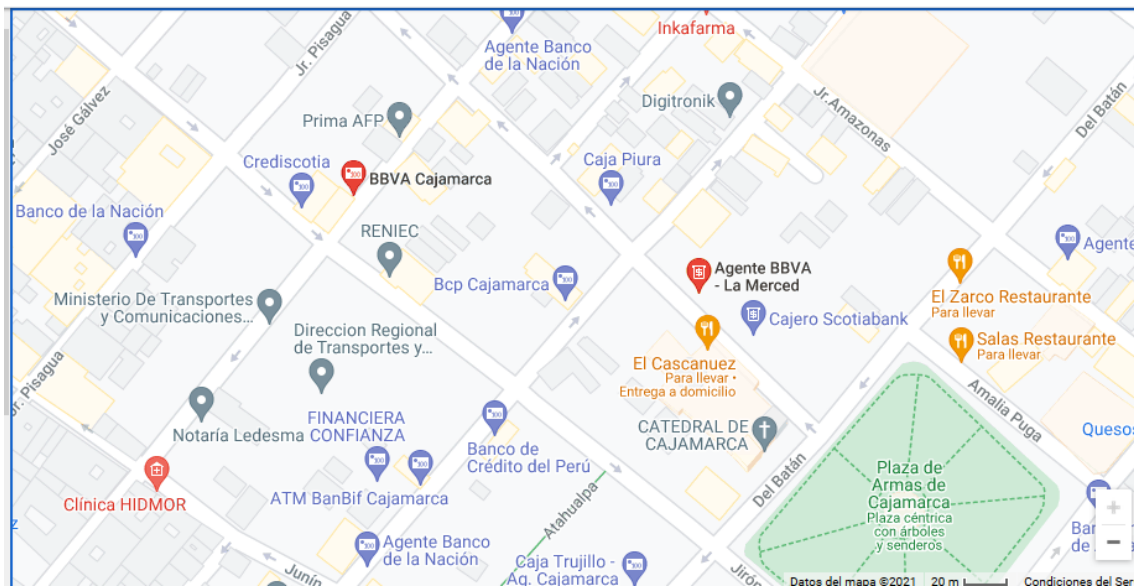 Jr. Pisagua
Agente Banco
de la Nación
Inkafarma
José Gálvez
Prima AFP
Digitronik
Jr. Amazonas
Del Batán
Crediscotia
BBVA Cajamarca
Caja Piura
Banco de la Nación
RENIEC
Agente
Bcp Cajamarca
Agente BBVA
- La Merced
El Zarco Restaurante
Para llevar
Ministerio De Transportes
y Comunicaciones...
Cajero Scotiabank
Direccion Regional
de Transportes y...
Salas Restaurante
Para llevar
El Cascanuez
Para llevar •
Entrega a domicilio
Jr. Pisagua
Amalia Puga
FINANCIERA
CONFIANZA
Notaría Ledesma
CATEDRAL DE
CAJAMARCA
Quesos
Banco de
Crédito del Perú
Del Batán
Plaza de
Armas de
Cajamarca
Plaza céntrica
con árboles
y senderos
Clínica HIDMOR
ATM BanBif Cajamarca
Atahualpa
+
z
Ban
de
Agente Banco
de la Nación
−
Junín
Caja Trujillo -
Ag. Cajamarca
Jirón
Datos del mapa ©2021
20 m
Condiciones del Ser